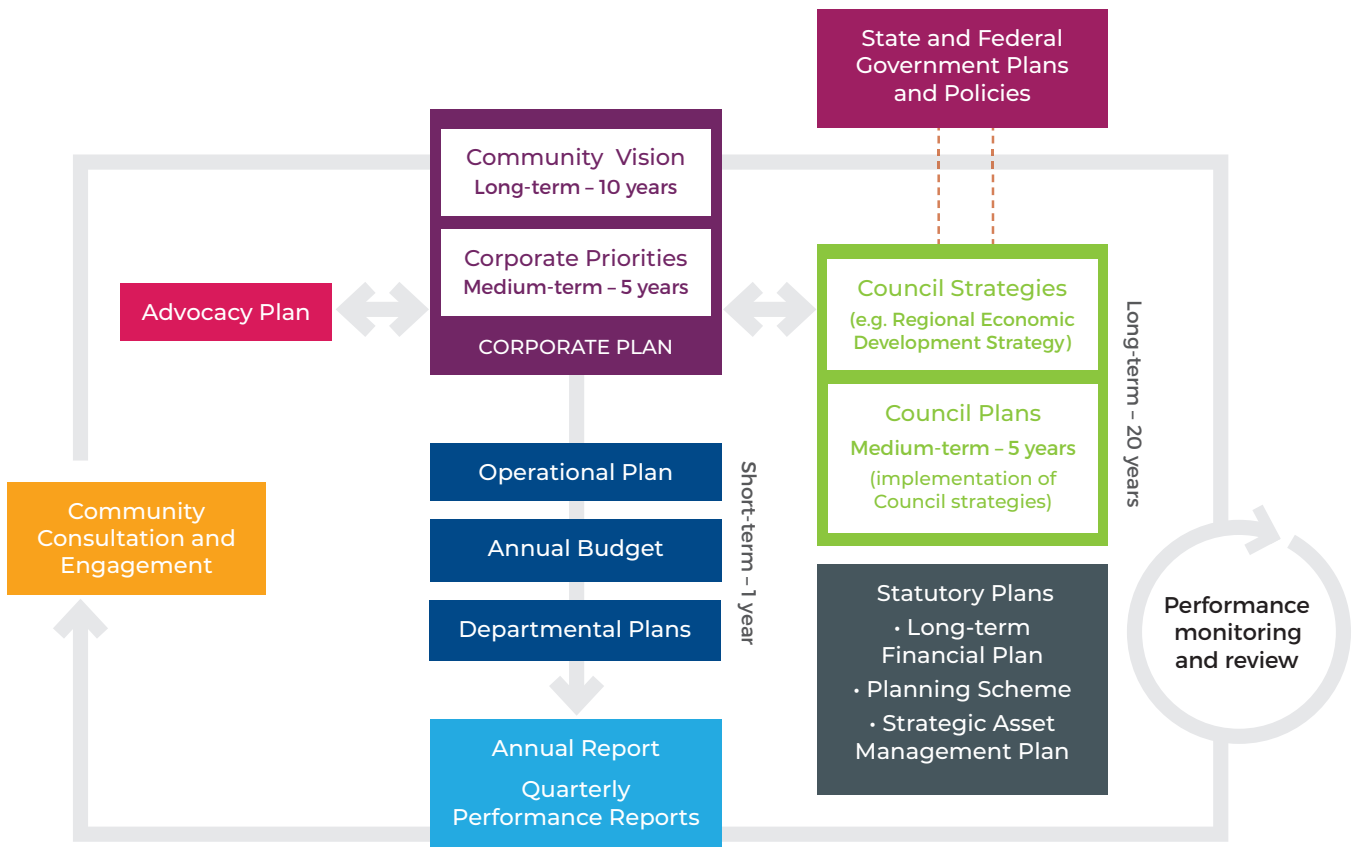 State and Federal
Government Plans
and Policies
Community Vision
Long-term – 10 years
Corporate Priorities
Medium-term – 5 years
CORPORATE PLAN
Advocacy Plan
Council Strategies
(e.g. Regional Economic
Development Strategy)
Council Plans
Medium-term – 5 years
(implementation of
Council strategies)
Long-term – 20 years
Operational Plan
Annual Budget
Departmental Plans
Short-term – 1 year
Community
Consultation and
Engagement
Statutory Plans
• Long-term
Financial Plan
• Planning Scheme
• Strategic Asset
Management Plan
Performance
monitoring
and review
Annual Report
Quarterly
Performance Reports